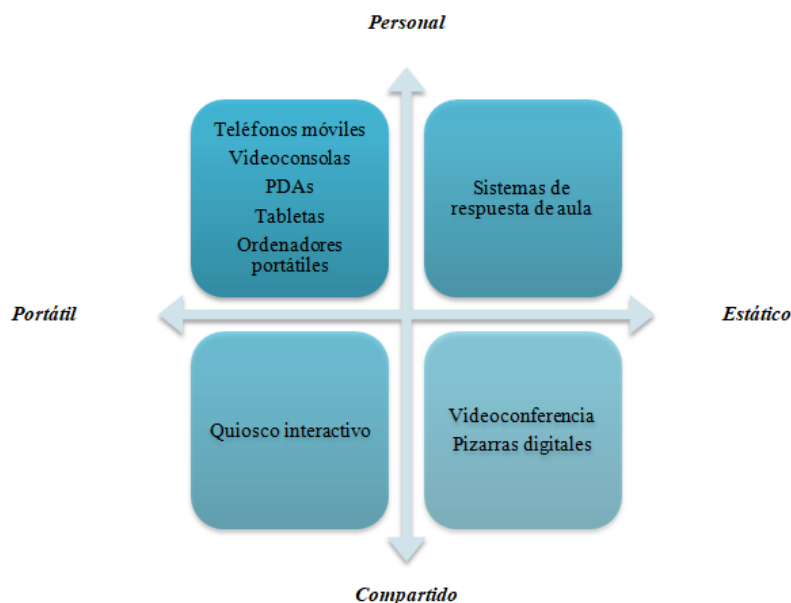 Personal
Teléfonos móviles
Videoconsolas
PDAs
Tabletas
Ordenadores
portátiles
Sistemas de
respuesta de aula
Portátil
Estático
Quiosco interactivo
Videoconferencia
Pizarras digitales
Compartido